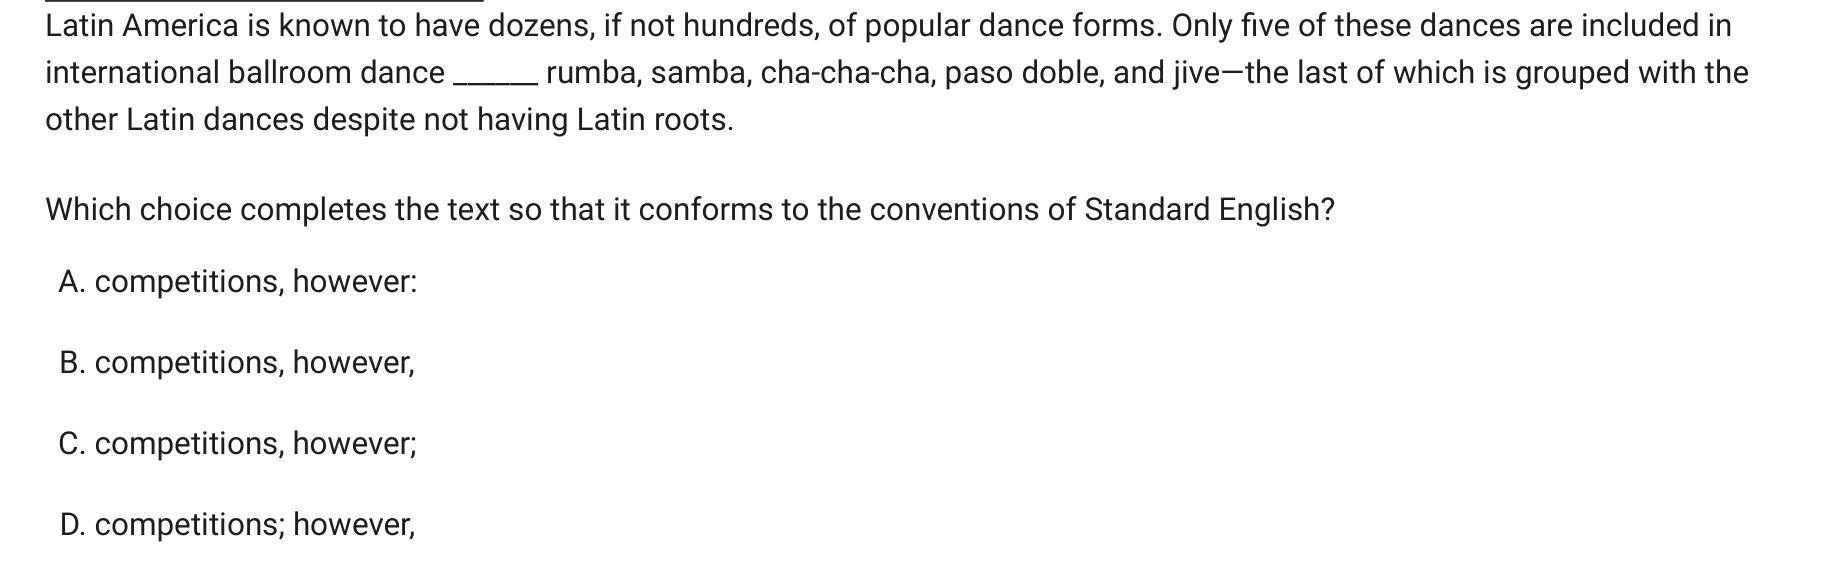 Latin America is known to have dozens, if not hundreds, of popular dance forms. Only five of these dances are included in
international ballroom dance ______ rumba, samba, cha-cha-cha, paso doble, and jive—the last of which is grouped with the
other Latin dances despite not having Latin roots.
Which choice completes the text so that it conforms to the conventions of Standard English?
A. competitions, however:
B. competitions, however,
C. competitions, however;
D. competitions; however,